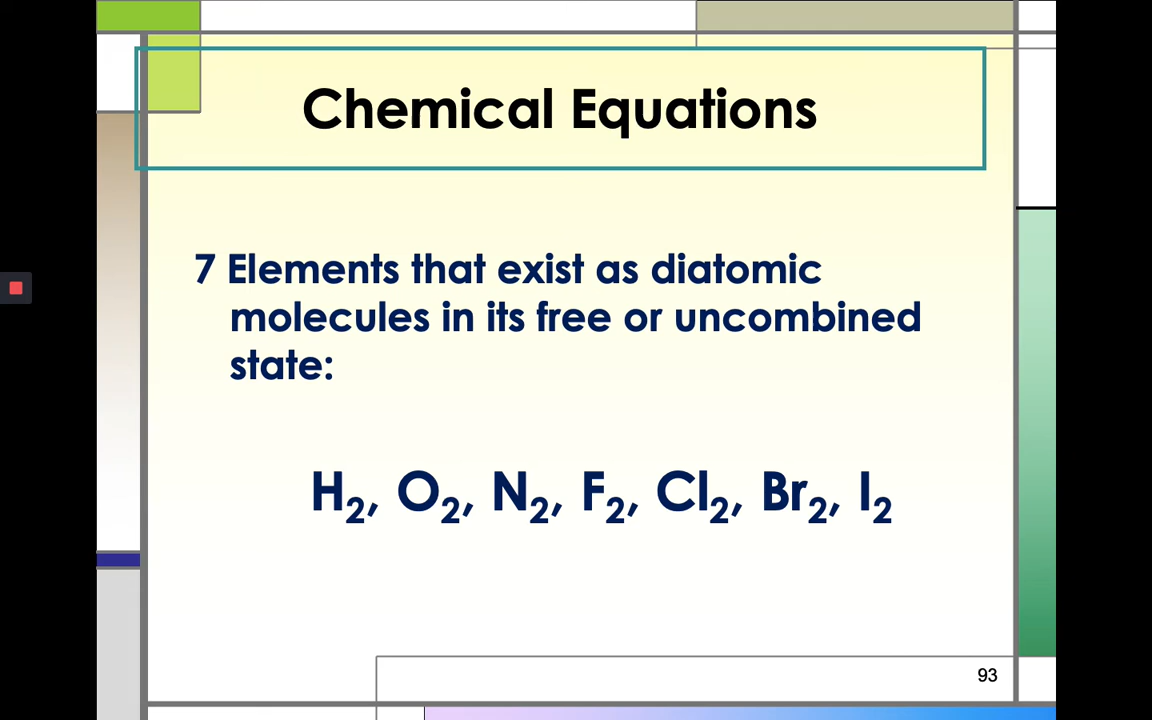 Chemical Equations
7 Elements that exist as diatomic
molecules in its free or uncombined
state:
H₂, O₂, N₂, F₂, Cl₂, Br₂, I₂
93